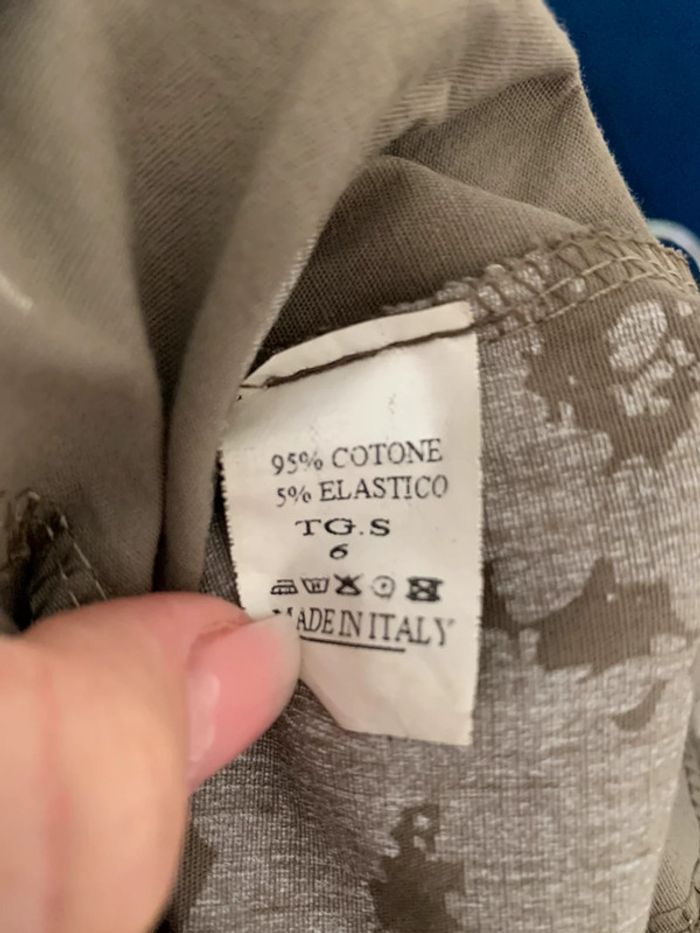 95% COTONE
5% ELASTICO
TG.S
6
MADE IN ITALY